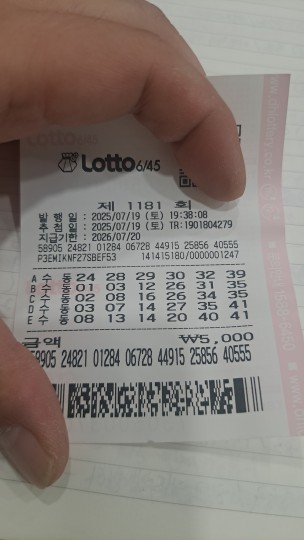 Lotto 6/45
제 1181 회
발 행 일 : 2025/07/19 (토) 19:38:08
추 첨 일 : 2025/07/19 (토) TR:1901804279
지급기한 : 2026/07/20
58905 24821 01284 06728 44915 25856 40555
P3EMIKNF27SBEF53 141415180/0000001247
A 수 동 24 28 29 30 32 39
B 수 동 01 03 12 26 31 35
C 수 동 02 08 16 26 34 35
D 수 동 03 07 14 27 35 41
E 수 동 08 13 14 20 40 41
금액 ₩5,000
58905 24821 01284 06728 44915 25856 40555